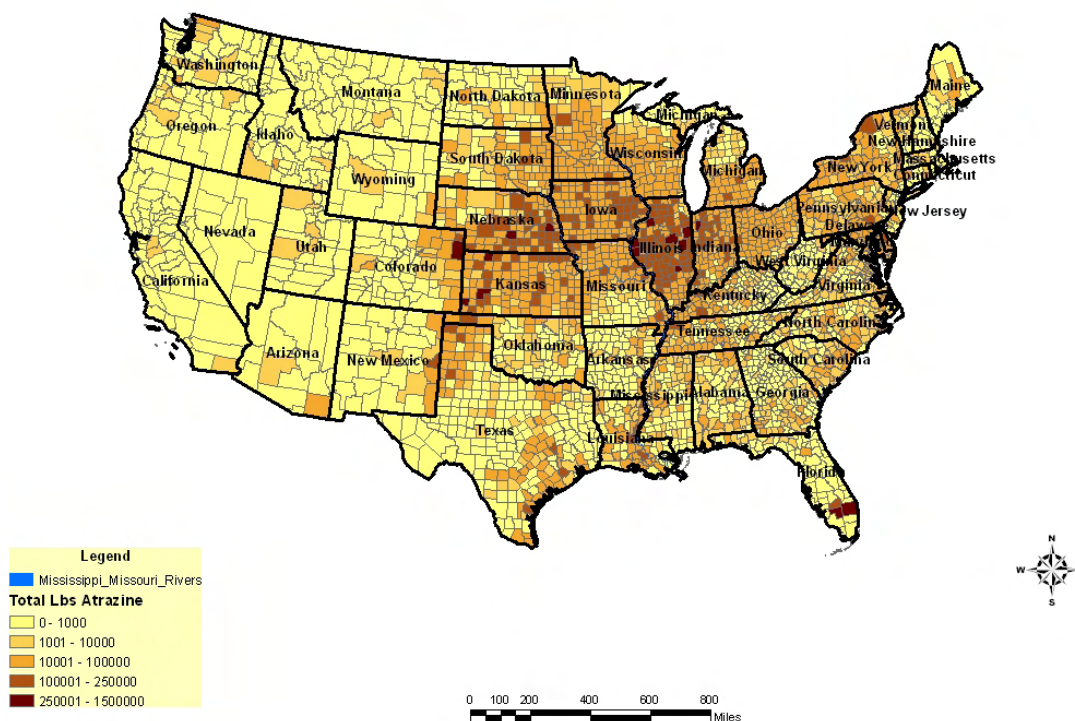 Washington
Montana
North Dakota
Minnesota
Michigan
Maine
Oregon
Idaho
South Dakota
Wisconsin
Michigan
Vermont
New Hampshire
Massachusetts
Connecticut
New York
Wyoming
Nebraska
Iowa
Pennsylvania
New Jersey
Nevada
Utah
Colorado
Illinois
Indiana
Ohio
California
Kansas
Missouri
West Virginia
Virginia
Kentucky
Arizona
New Mexico
Oklahoma
Arkansas
Tennessee
North Carolina
South Carolina
Texas
Louisiana
Mississippi
Alabama
Georgia
Florida
Legend
Mississippi_Missouri_Rivers
Total Lbs Atrazine
0 - 1000
1001 - 10000
10001 - 100000
100001 - 250000
250001 - 1500000
N
W E
S
0 100 200 400 600 800
Miles